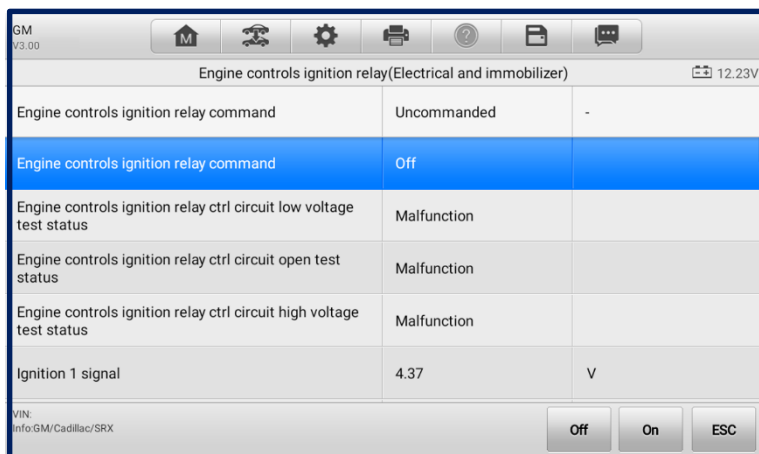 GM
V3.00
M
?
Engine controls ignition relay(Electrical and immobilizer)
12.23V
Engine controls ignition relay command
Uncommanded
-
Engine controls ignition relay command
Off
Engine controls ignition relay ctrl circuit low voltage
test status
Malfunction
Engine controls ignition relay ctrl circuit open test
status
Malfunction
Engine controls ignition relay ctrl circuit high voltage
test status
Malfunction
Ignition 1 signal
4.37
V
VIN:
Info:GM/Cadillac/SRX
Off
On
ESC